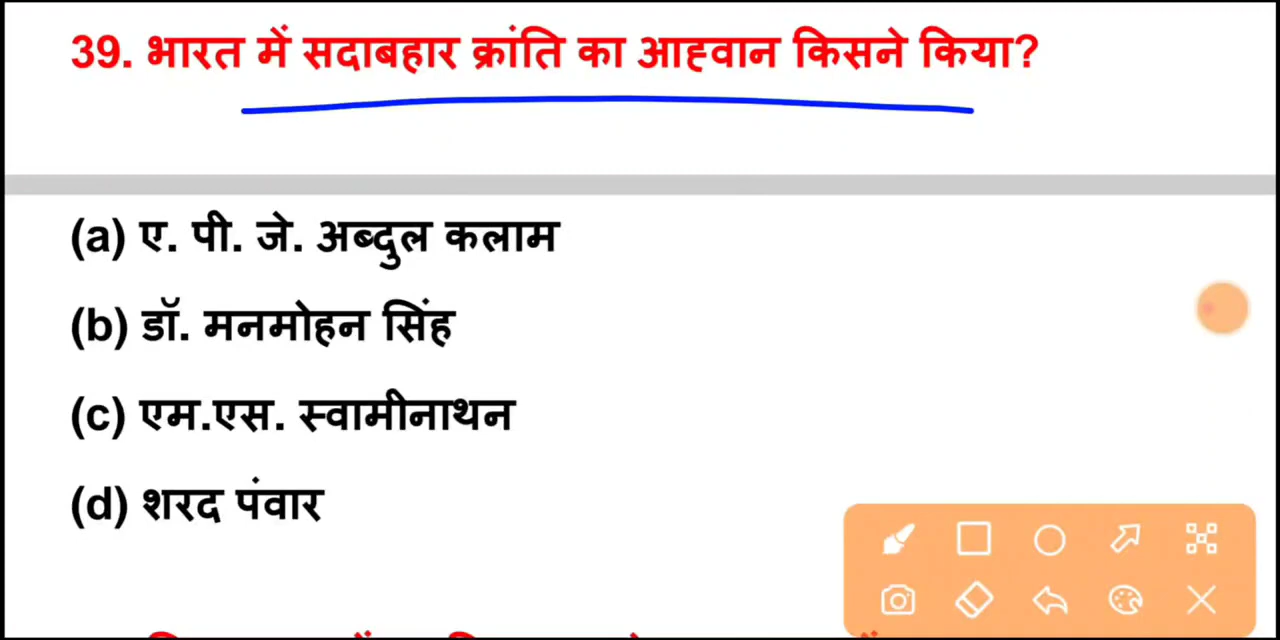 39. भारत में सदाबहार क्रांति का आह्वान किसने किया?
(a) ए. पी. जे. अब्दुल कलाम
(b) डॉ. मनमोहन सिंह
(c) एम.एस. स्वामीनाथन
(d) शरद पंवार